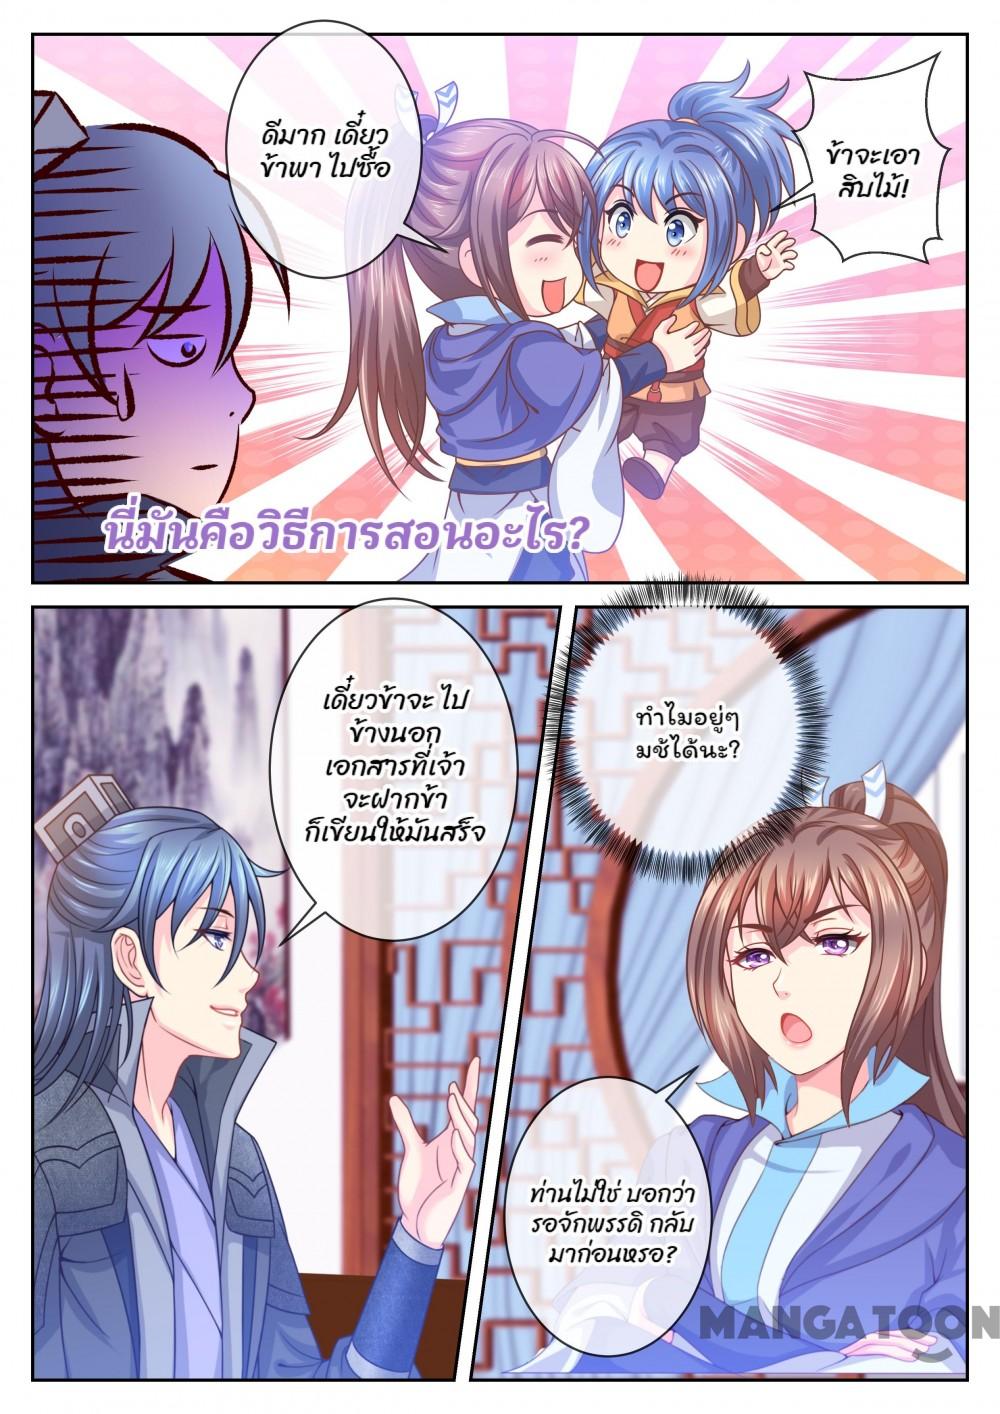 ดีมาก เดี๋ยว
ข้าพา ไปซื้อ
ข้าจะเอา
สิบไม้!
นี่มันคือวิธีการสอนอะไร?
เดี๋ยวข้าจะ ไป
ข้างนอก
เอกสารที่เจ้า
จะฝากข้า
ก็เขียนให้มันสร็จ
ทำไมอยู่ๆ
มช้ได้นะ?
ท่านไม่ใช่ บอกว่า
รอจักพรรดิ กลับ
มาก่อนหรอ?
MANGATOON